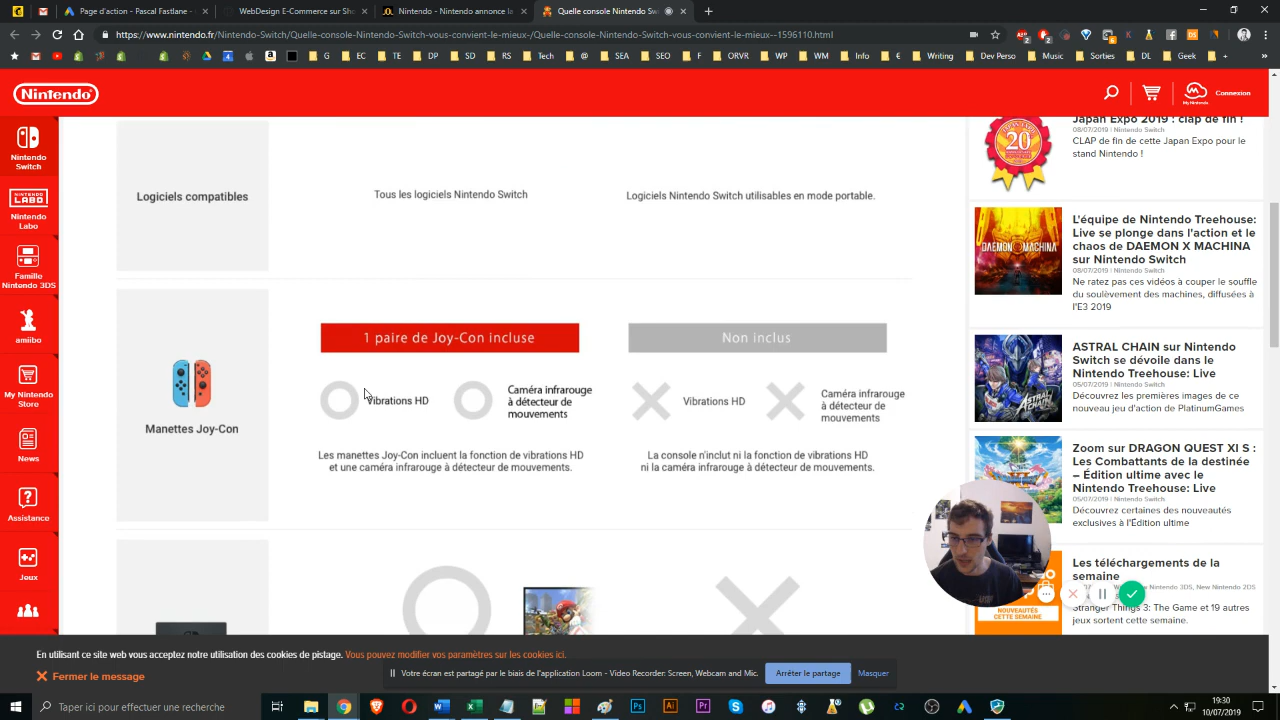 Page d'action - Pascal Fastlane -
WebDesign E-Commerce sur Sh
Nintendo – Nintendo annonce la
Quelle console Nintendo Sw
https://www.nintendo.fr/Nintendo-Switch/Quelle-console-Nintendo-Switch-vous-convient-le-mieux-/Quelle-console-Nintendo-Switch-vous-convient-le-mieux--1596110.html
G EC TE DP SD RS Tech @ SEA SEO F ORVR WP WM Info € Writing Dev Perso Music Sorties DL Geek + »
Nintendo
My Nintendo
Connexion
Nintendo
Switch
NINTENDO
LABO
Nintendo
Labo
Famille
Nintendo 3DS
amiibo
My Nintendo
Store
News
Assistance
Jeux
Logiciels compatibles
Tous les logiciels Nintendo Switch
Logiciels Nintendo Switch utilisables en mode portable.
Manettes Joy-Con
1 paire de Joy-Con incluse
Vibrations HD
Caméra infrarouge
à détecteur de
mouvements
Les manettes Joy-Con incluent la fonction de vibrations HD
et une caméra infrarouge à détecteur de mouvements.
Non inclus
Vibrations HD
Caméra infrarouge
à détecteur de
mouvements
La console n'inclut ni la fonction de vibrations HD
ni la caméra infrarouge à détecteur de mouvements.
20
Japan Expo 2019 : clap de fin !
08/07/2019 | Nintendo Switch
CLAP de fin de cette Japan Expo pour le
stand Nintendo !
DAEMON X MACHINA
L'équipe de Nintendo Treehouse:
Live se plonge dans l'action et le
chaos de DAEMON X MACHINA
sur Nintendo Switch
08/07/2019 | Nintendo Switch
Ne ratez pas ces vidéos à couper le souffle
du soulèvement des machines, diffusées à
l'E3 2019
ASTRAL CHAIN
ASTRAL CHAIN sur Nintendo
Switch se dévoile dans le
Nintendo Treehouse: Live
05/07/2019 | Nintendo Switch
Découvrez les premières images de ce
nouveau jeu d'action de PlatinumGames
Zoom sur DRAGON QUEST XI S :
Les Combattants de la destinée
– Édition ultime avec le
Nintendo Treehouse: Live
05/07/2019 | Nintendo Switch
Découvrez certaines des nouveautés
exclusives à l'Édition ultime
NOUVEAUTÉS
CETTE SEMAINE
Les téléchargements de la
semaine
Nintendo 3DS, New Nintendo 2DS
Stranger Things 3: The Game et 19 autres
jeux sortent cette semaine.
En utilisant ce site web vous acceptez notre utilisation des cookies de pistage. Vous pouvez modifier vos paramètres sur les cookies ici.
Fermer le message
Votre écran est partagé par le biais de l'application Loom - Video Recorder: Screen, Webcam and Mic.
Arrêter le partage
Masquer
Taper ici pour effectuer une recherche
19:30
10/07/2019